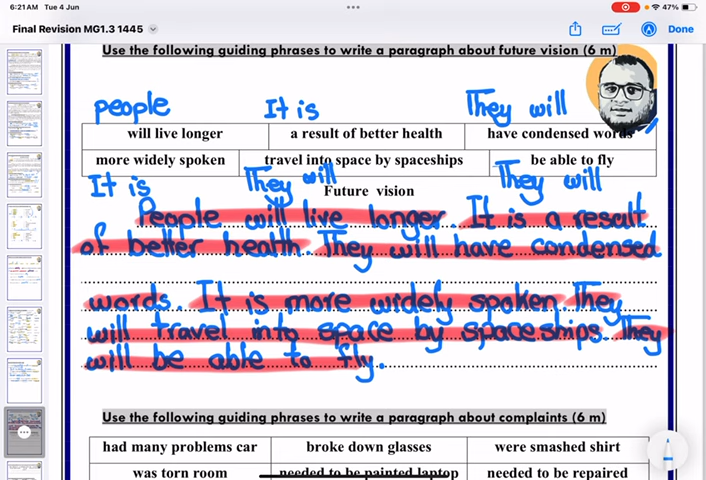 6:21 AM Tue 4 Jun
47%
Final Revision MG1.3 1445
Done
Use the following guiding phrases to write a paragraph about future vision (6 m)
people It is They will
will live longer a result of better health have condensed words
more widely spoken travel into space by spaceships be able to fly
It is They will They will
Future vision
People will live longer. It is a result
of better health. They will have condensed
words. It is more widely spoken They
will travel into space by spaceships. They
will be able to fly.
Use the following guiding phrases to write a paragraph about complaints (6 m)
had many problems car broke down glasses were smashed shirt
was torn room needed to be painted laptop needed to be repaired